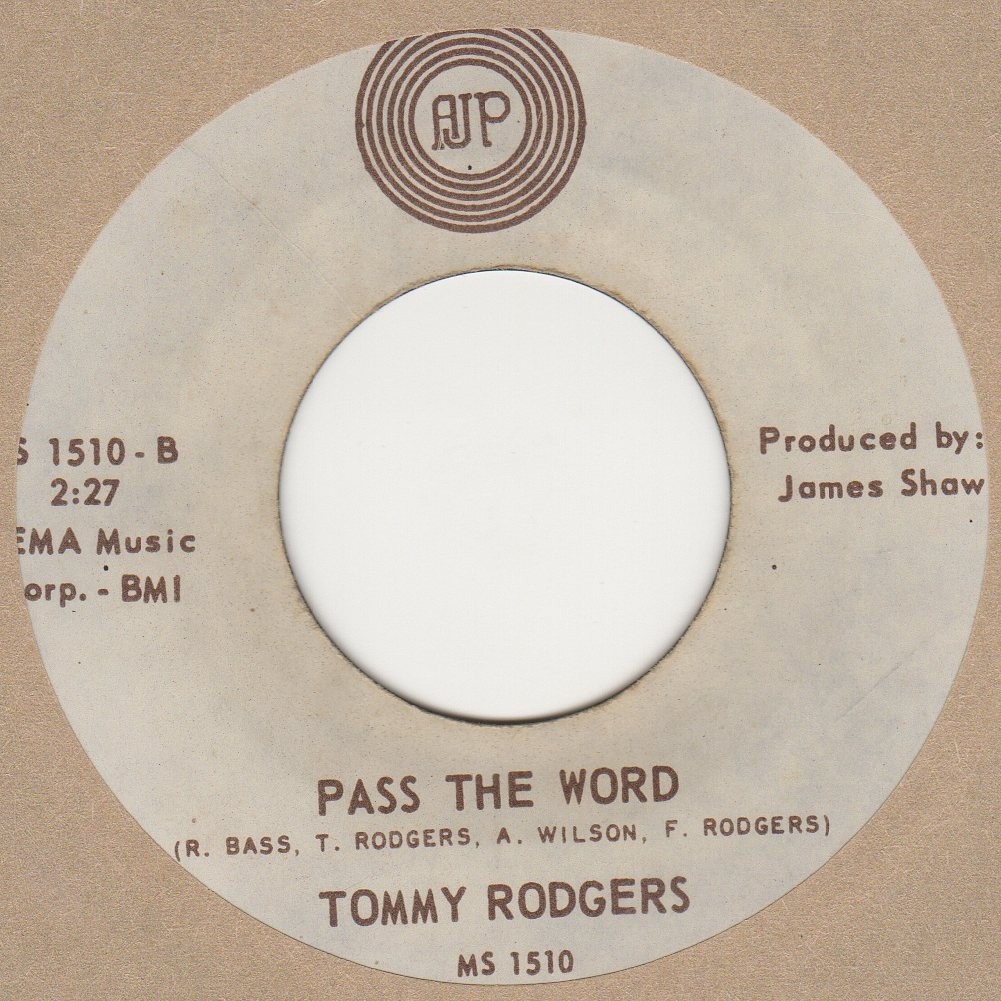 AJP
S 1510 - B
2:27
EMA Music
orp. - BMI
Produced by:
James Shaw
PASS THE WORD
(R. BASS, T. RODGERS, A. WILSON, F. RODGERS)
TOMMY RODGERS
MS 1510